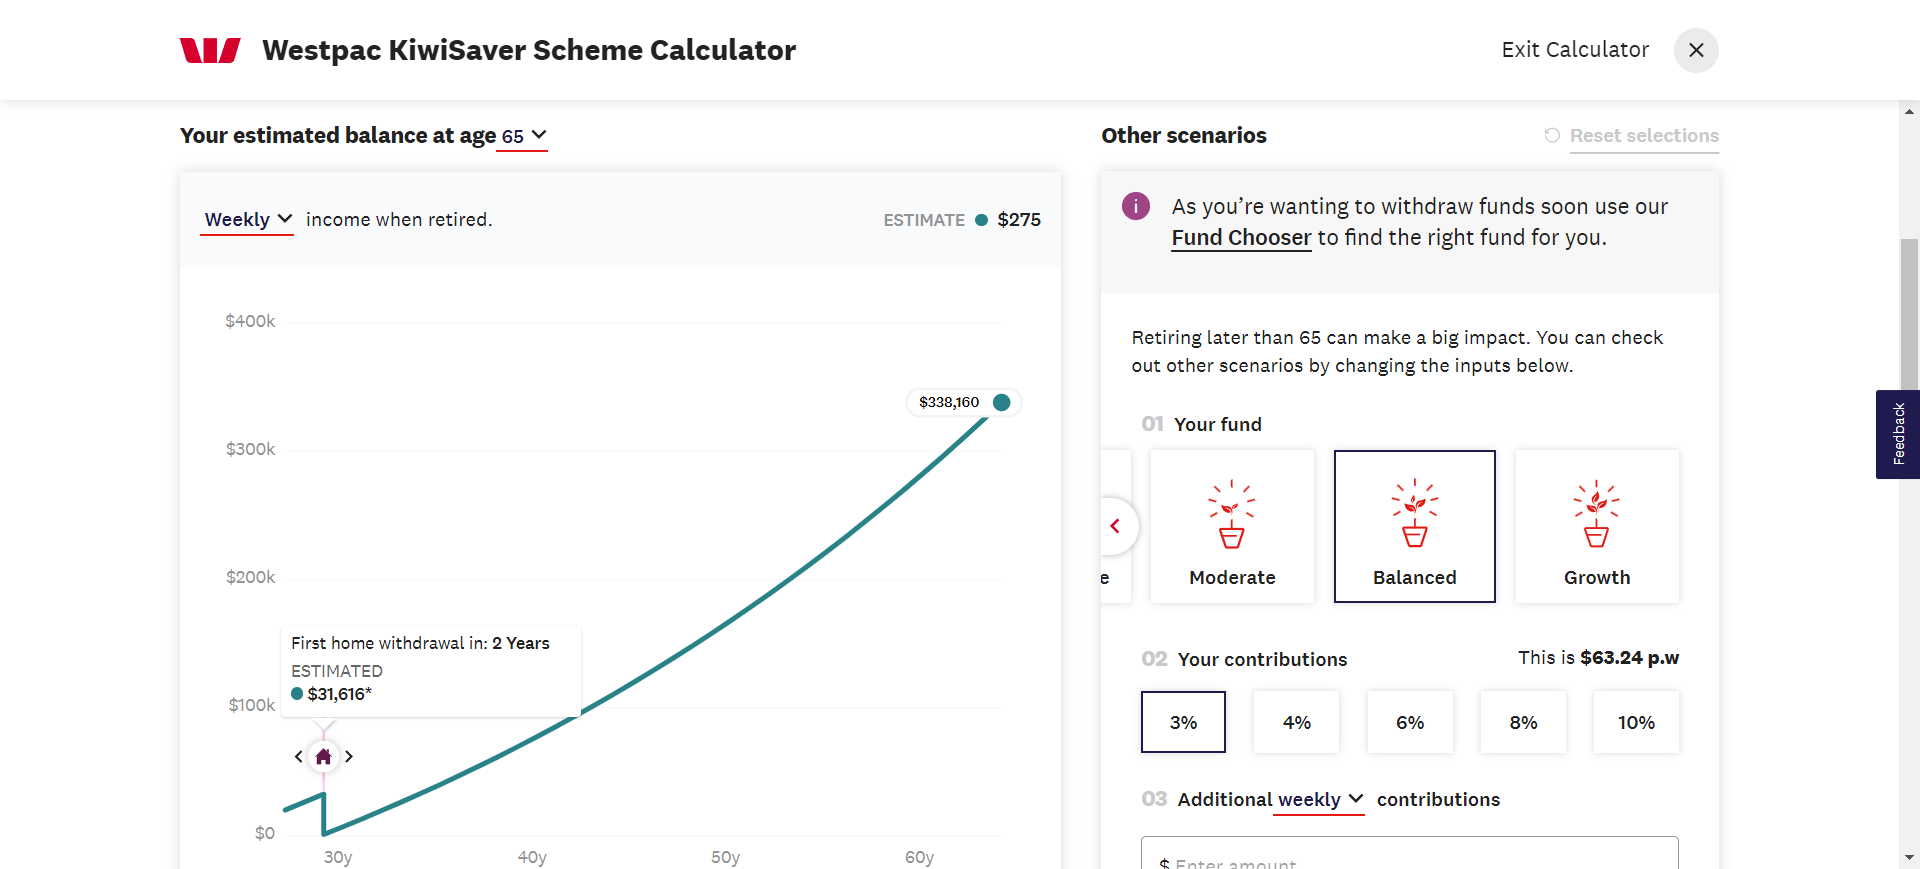 Westpac KiwiSaver Scheme Calculator
Exit Calculator
Your estimated balance at age 65
Weekly income when retired.
ESTIMATE $275
$400k
$300k
$200k
$100k
$0
$338,160
First home withdrawal in: 2 Years
ESTIMATED
$31,616*
30y 40y 50y 60y
Other scenarios
Reset selections
i
As you’re wanting to withdraw funds soon use our
Fund Chooser to find the right fund for you.
Retiring later than 65 can make a big impact. You can check
out other scenarios by changing the inputs below.
01 Your fund
e
Moderate
Balanced
Growth
02 Your contributions
This is $63.24 p.w
3% 4% 6% 8% 10%
03 Additional weekly contributions
$ Enter amount
Feedback